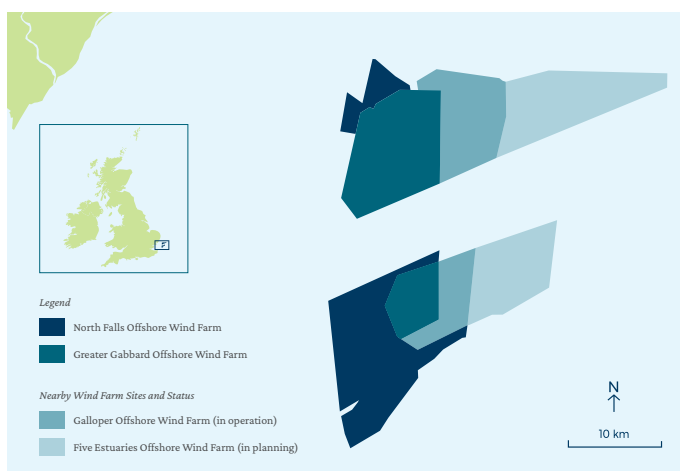 Legend
North Falls Offshore Wind Farm
Greater Gabbard Offshore Wind Farm
Nearby Wind Farm Sites and Status
Galloper Offshore Wind Farm (in operation)
Five Estuaries Offshore Wind Farm (in planning)
N
10 km